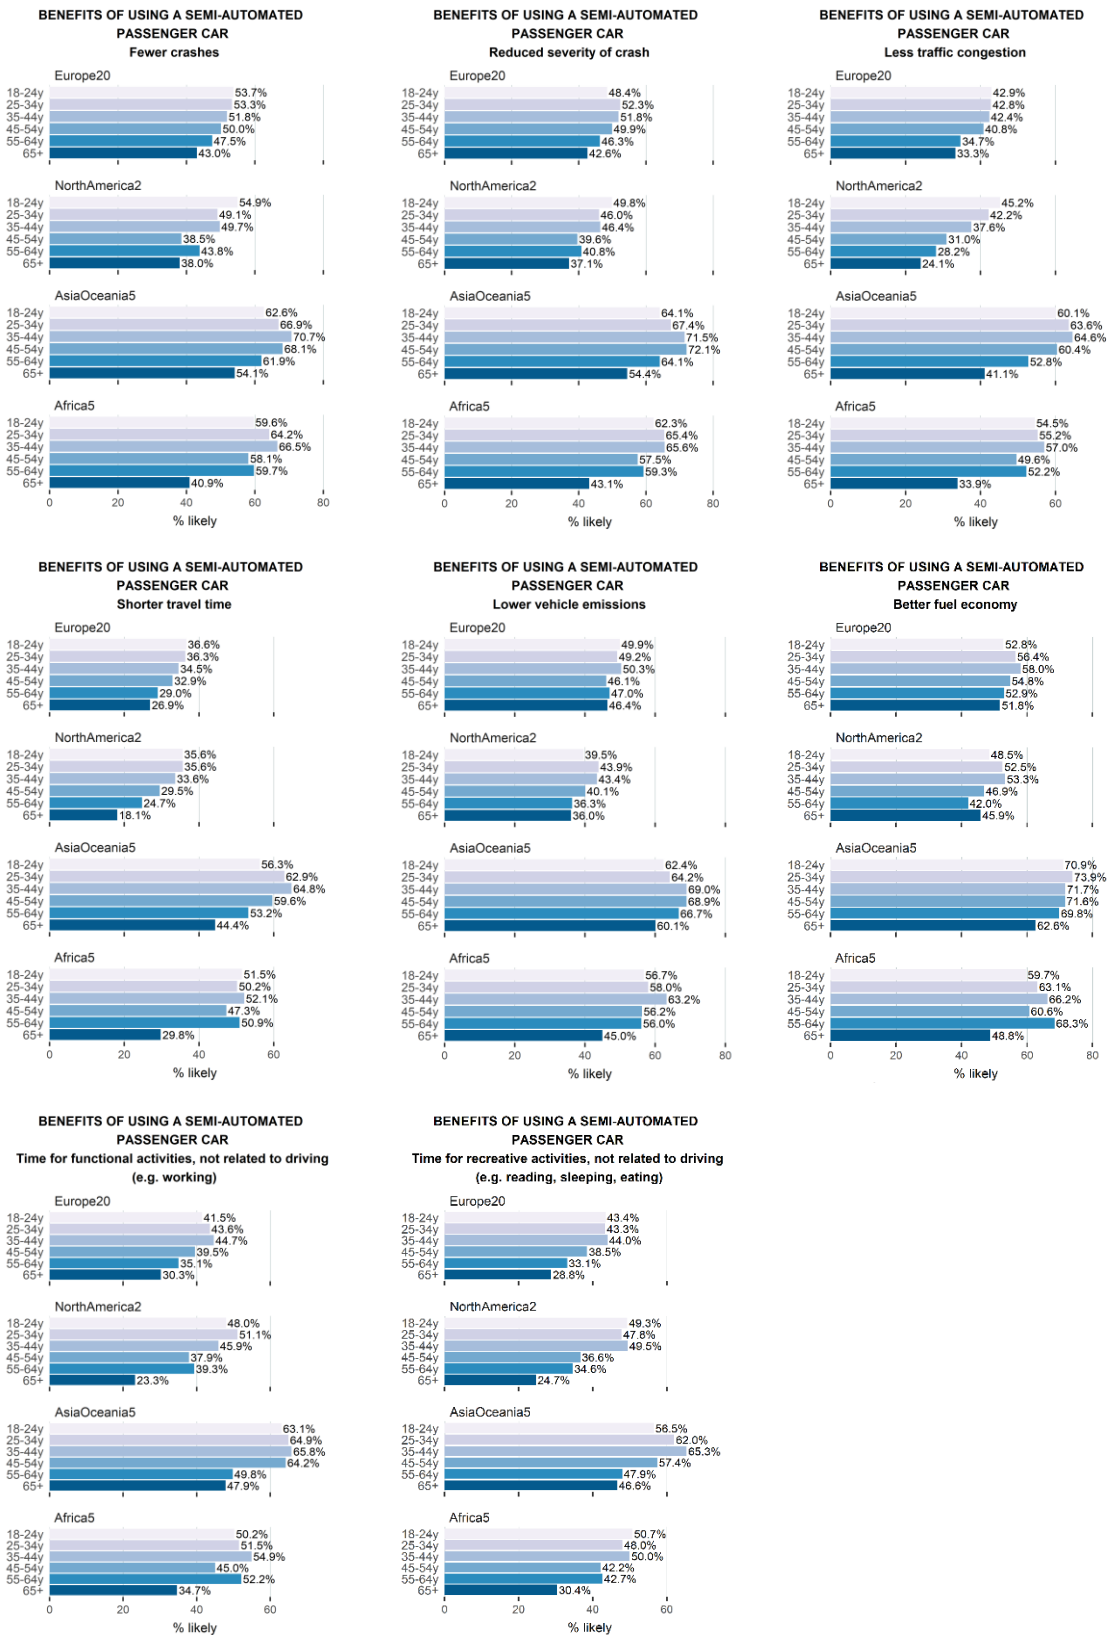 BENEFITS OF USING A SEMI-AUTOMATED
PASSENGER CAR
Fewer crashes
Europe20
18-24y 53.7%
25-34y 53.3%
35-44y 51.8%
45-54y 50.0%
55-64y 47.5%
65+ 43.0%
NorthAmerica2
18-24y 54.9%
25-34y 49.1%
35-44y 49.7%
45-54y 38.5%
55-64y 43.8%
65+ 38.0%
AsiaOceania5
18-24y 62.6%
25-34y 66.9%
35-44y 70.7%
45-54y 68.1%
55-64y 61.9%
65+ 54.1%
Africa5
18-24y 59.6%
25-34y 64.2%
35-44y 66.5%
45-54y 58.1%
55-64y 59.7%
65+ 40.9%
0 20 40 60 80
% likely
BENEFITS OF USING A SEMI-AUTOMATED
PASSENGER CAR
Reduced severity of crash
Europe20
18-24y 48.4%
25-34y 52.3%
35-44y 51.8%
45-54y 49.9%
55-64y 46.3%
65+ 42.6%
NorthAmerica2
18-24y 49.8%
25-34y 46.0%
35-44y 46.4%
45-54y 39.6%
55-64y 40.8%
65+ 37.1%
AsiaOceania5
18-24y 64.1%
25-34y 67.4%
35-44y 71.5%
45-54y 72.1%
55-64y 64.1%
65+ 54.4%
Africa5
18-24y 62.3%
25-34y 65.4%
35-44y 65.6%
45-54y 57.5%
55-64y 59.3%
65+ 43.1%
0 20 40 60 80
% likely
BENEFITS OF USING A SEMI-AUTOMATED
PASSENGER CAR
Less traffic congestion
Europe20
18-24y 42.9%
25-34y 42.8%
35-44y 42.4%
45-54y 40.8%
55-64y 34.7%
65+ 33.3%
NorthAmerica2
18-24y 45.2%
25-34y 42.2%
35-44y 37.6%
45-54y 31.0%
55-64y 28.2%
65+ 24.1%
AsiaOceania5
18-24y 60.1%
25-34y 63.6%
35-44y 64.6%
45-54y 60.4%
55-64y 52.8%
65+ 41.1%
Africa5
18-24y 54.5%
25-34y 55.2%
35-44y 57.0%
45-54y 49.6%
55-64y 52.2%
65+ 33.9%
0 20 40 60
% likely
BENEFITS OF USING A SEMI-AUTOMATED
PASSENGER CAR
Shorter travel time
Europe20
18-24y 36.6%
25-34y 36.3%
35-44y 34.5%
45-54y 32.9%
55-64y 29.0%
65+ 26.9%
NorthAmerica2
18-24y 35.6%
25-34y 35.6%
35-44y 33.6%
45-54y 29.5%
55-64y 24.7%
65+ 18.1%
AsiaOceania5
18-24y 56.3%
25-34y 62.9%
35-44y 64.8%
45-54y 59.6%
55-64y 53.2%
65+ 44.4%
Africa5
18-24y 51.5%
25-34y 50.2%
35-44y 52.1%
45-54y 47.3%
55-64y 50.9%
65+ 29.8%
0 20 40 60
% likely
BENEFITS OF USING A SEMI-AUTOMATED
PASSENGER CAR
Lower vehicle emissions
Europe20
18-24y 49.9%
25-34y 49.2%
35-44y 50.3%
45-54y 46.1%
55-64y 47.0%
65+ 46.4%
NorthAmerica2
18-24y 39.5%
25-34y 43.9%
35-44y 43.4%
45-54y 40.1%
55-64y 36.3%
65+ 36.0%
AsiaOceania5
18-24y 62.4%
25-34y 64.2%
35-44y 69.0%
45-54y 68.9%
55-64y 66.7%
65+ 60.1%
Africa5
18-24y 56.7%
25-34y 58.0%
35-44y 63.2%
45-54y 56.2%
55-64y 56.0%
65+ 45.0%
0 20 40 60 80
% likely
BENEFITS OF USING A SEMI-AUTOMATED
PASSENGER CAR
Better fuel economy
Europe20
18-24y 52.8%
25-34y 56.4%
35-44y 58.0%
45-54y 54.8%
55-64y 52.9%
65+ 51.8%
NorthAmerica2
18-24y 48.5%
25-34y 52.5%
35-44y 53.3%
45-54y 46.9%
55-64y 42.0%
65+ 45.9%
AsiaOceania5
18-24y 70.9%
25-34y 73.9%
35-44y 71.7%
45-54y 71.6%
55-64y 69.8%
65+ 62.6%
Africa5
18-24y 59.7%
25-34y 63.1%
35-44y 66.2%
45-54y 60.6%
55-64y 68.3%
65+ 48.8%
0 20 40 60 80
% likely
BENEFITS OF USING A SEMI-AUTOMATED
PASSENGER CAR
Time for functional activities, not related to driving
(e.g. working)
Europe20
18-24y 41.5%
25-34y 43.6%
35-44y 44.7%
45-54y 39.5%
55-64y 35.1%
65+ 30.3%
NorthAmerica2
18-24y 48.0%
25-34y 51.1%
35-44y 45.9%
45-54y 37.9%
55-64y 39.3%
65+ 23.3%
AsiaOceania5
18-24y 63.1%
25-34y 64.9%
35-44y 65.8%
45-54y 64.2%
55-64y 49.8%
65+ 47.9%
Africa5
18-24y 50.2%
25-34y 51.5%
35-44y 54.9%
45-54y 45.0%
55-64y 52.2%
65+ 34.7%
0 20 40 60
% likely
BENEFITS OF USING A SEMI-AUTOMATED
PASSENGER CAR
Time for recreative activities, not related to driving
(e.g. reading, sleeping, eating)
Europe20
18-24y 43.4%
25-34y 43.3%
35-44y 44.0%
45-54y 38.5%
55-64y 33.1%
65+ 28.8%
NorthAmerica2
18-24y 49.3%
25-34y 47.8%
35-44y 49.5%
45-54y 36.6%
55-64y 34.6%
65+ 24.7%
AsiaOceania5
18-24y 56.5%
25-34y 62.0%
35-44y 65.3%
45-54y 57.4%
55-64y 47.9%
65+ 46.6%
Africa5
18-24y 50.7%
25-34y 48.0%
35-44y 50.0%
45-54y 42.2%
55-64y 42.7%
65+ 30.4%
0 20 40 60
% likely